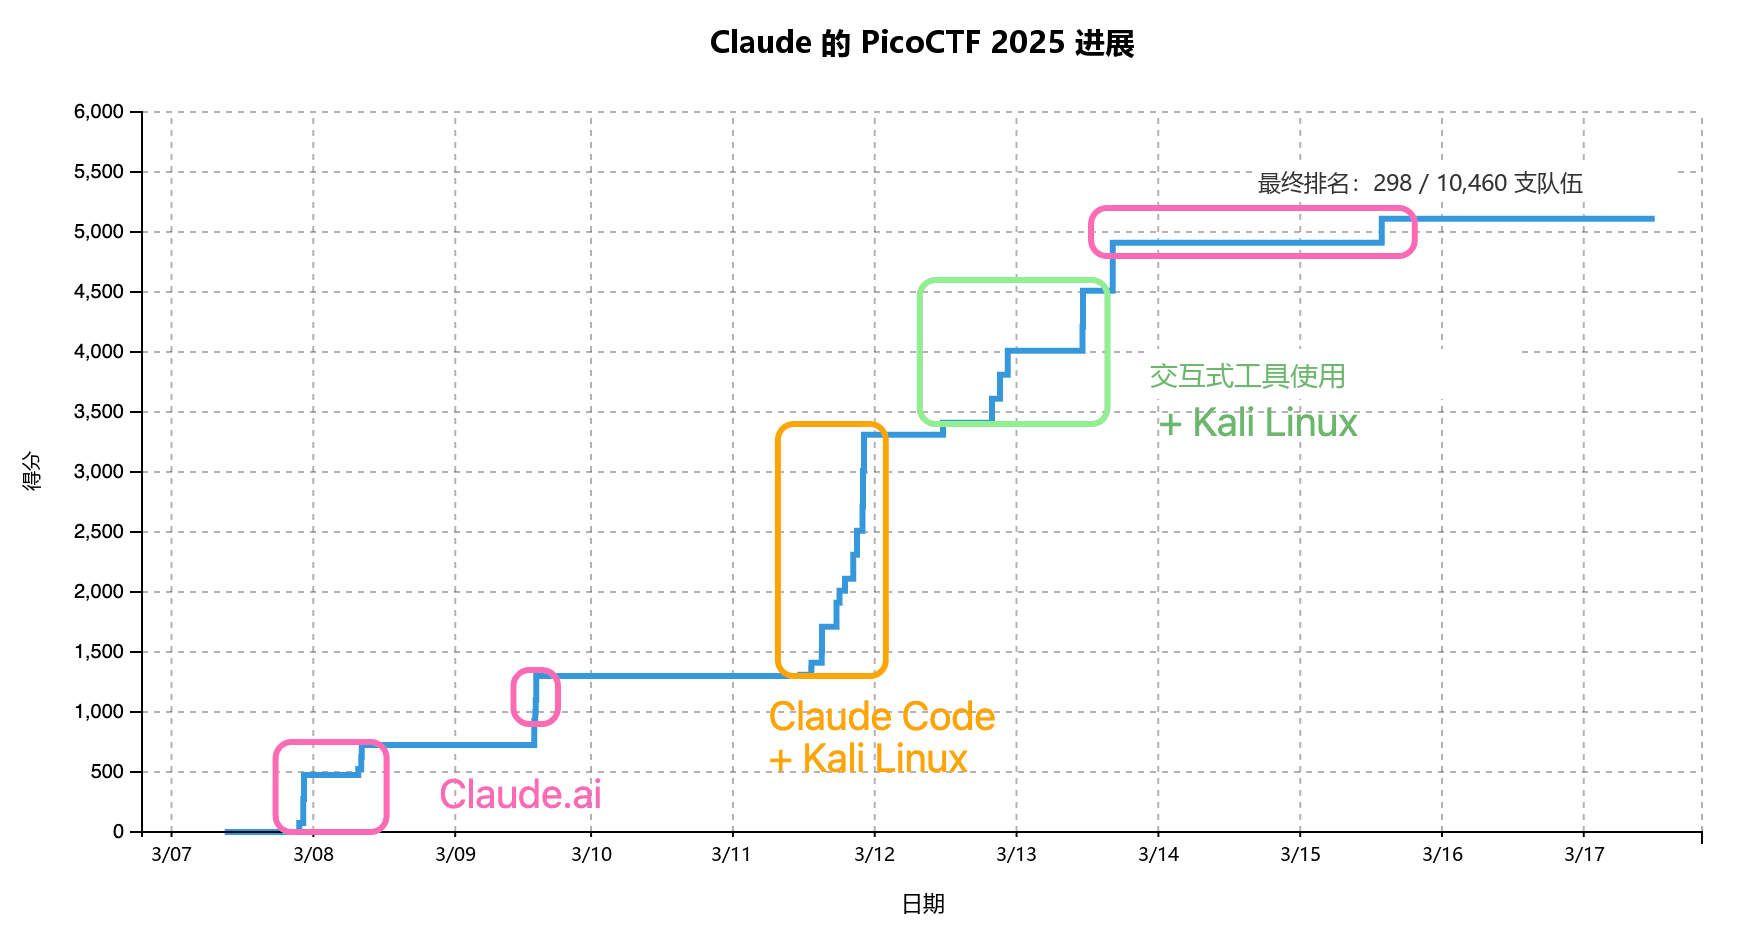 Claude 的 PicoCTF 2025 进展
6,000
5,500
5,000
4,500
4,000
3,500
3,000
2,500
2,000
1,500
1,000
500
0
得分
最终排名：298 / 10,460 支队伍
交互式工具使用
+ Kali Linux
Claude Code
+ Kali Linux
Claude.ai
3/07 3/08 3/09 3/10 3/11 3/12 3/13 3/14 3/15 3/16 3/17
日期